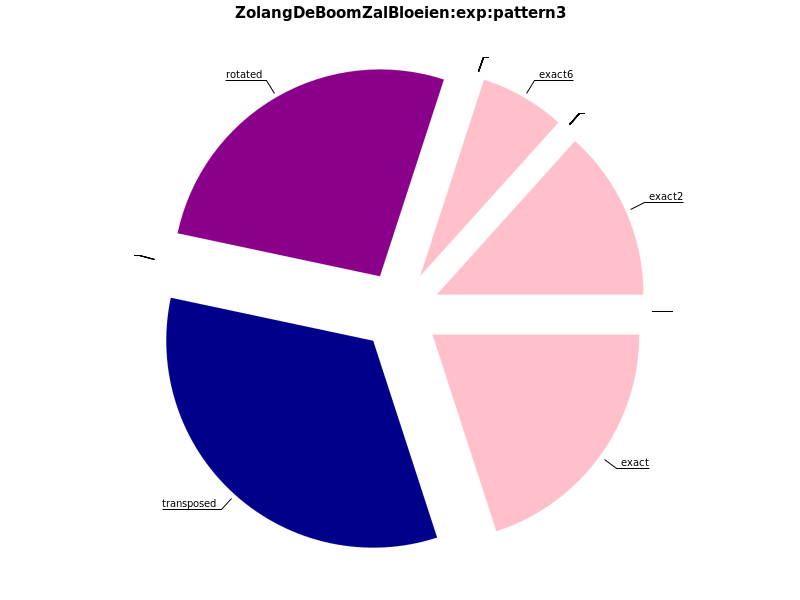 ZolangDeBoomZalBloeien:exp:pattern3
rotated
exact6
exact2
transposed
exact